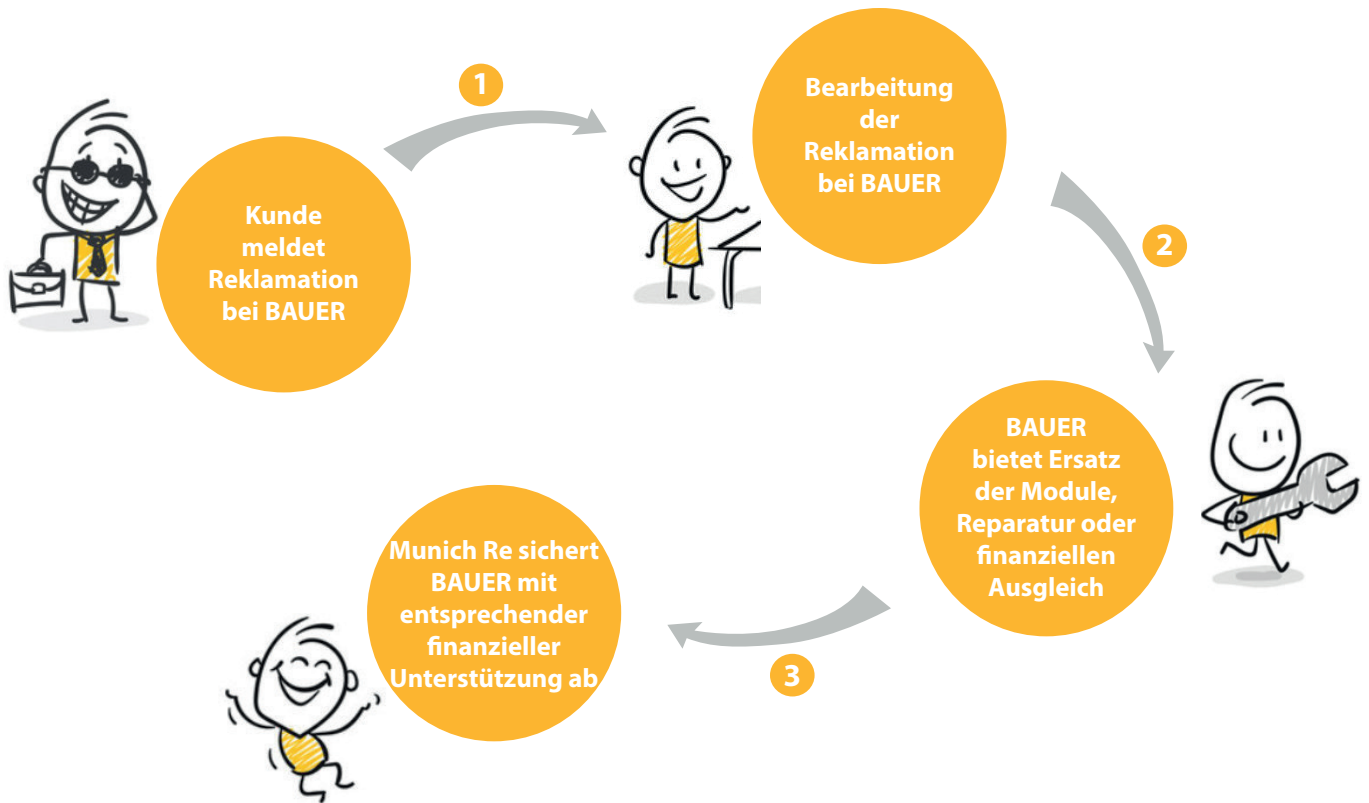 Kunde
meldet
Reklamation
bei BAUER
1
Bearbeitung
der
Reklamation
bei BAUER
2
BAUER
bietet Ersatz
der Module,
Reparatur oder
finanziellen
Ausgleich
3
Munich Re sichert
BAUER mit
entsprechender
finanzieller
Unterstützung ab